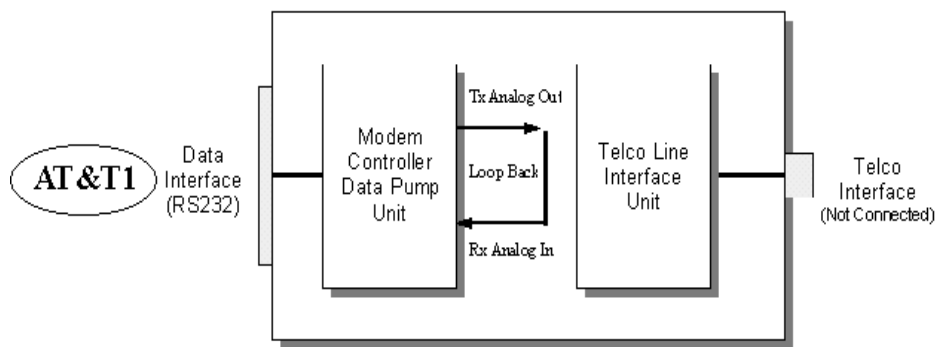 AT&T1
Data
Interface
(RS232)
Modem
Controller
Data Pump
Unit
Tx Analog Out
Loop Back
Rx Analog In
Telco Line
Interface
Unit
Telco
Interface
(Not Connected)